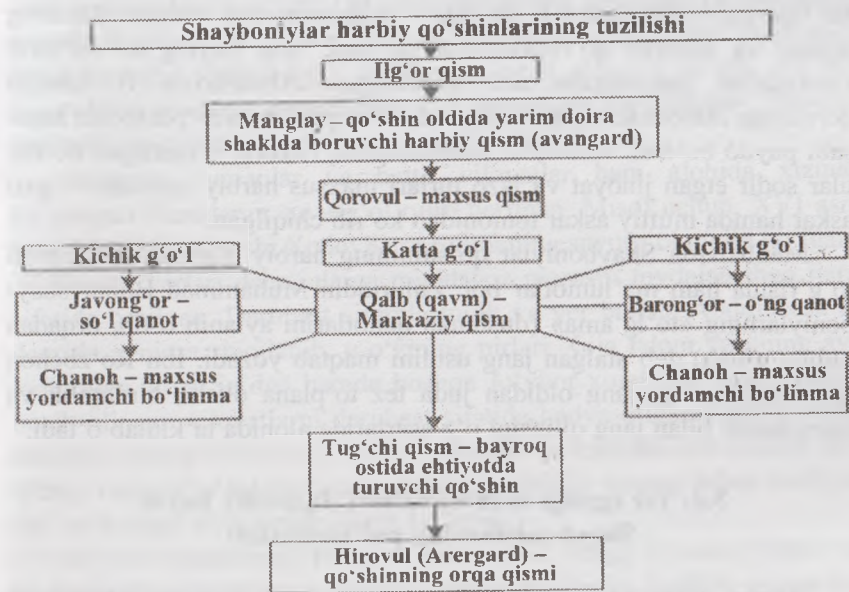 Shayboniylar harbiy qo‘shinlarining tuzilishi
Ilg‘or qism
Manglay – qo‘shin oldida yarim doira
shaklda boruvchi harbiy qism (avangard)
Qorovul – maxsus qism
Kichik g‘o‘l
Katta g‘o‘l
Kichik g‘o‘l
Javong‘or –
so‘l qanot
Qalb (qavm) –
Markaziy qism
Barong‘or – o‘ng qanot
Chanoh – maxsus
yordamchi bo‘linma
Chanoh – maxsus
yordamchi bo‘linma
Tug‘chi qism – bayroq
ostida ehtiyotda
turuvchi qo‘shin
Hirovul (Arergard) –
qo‘shinning orqa qismi